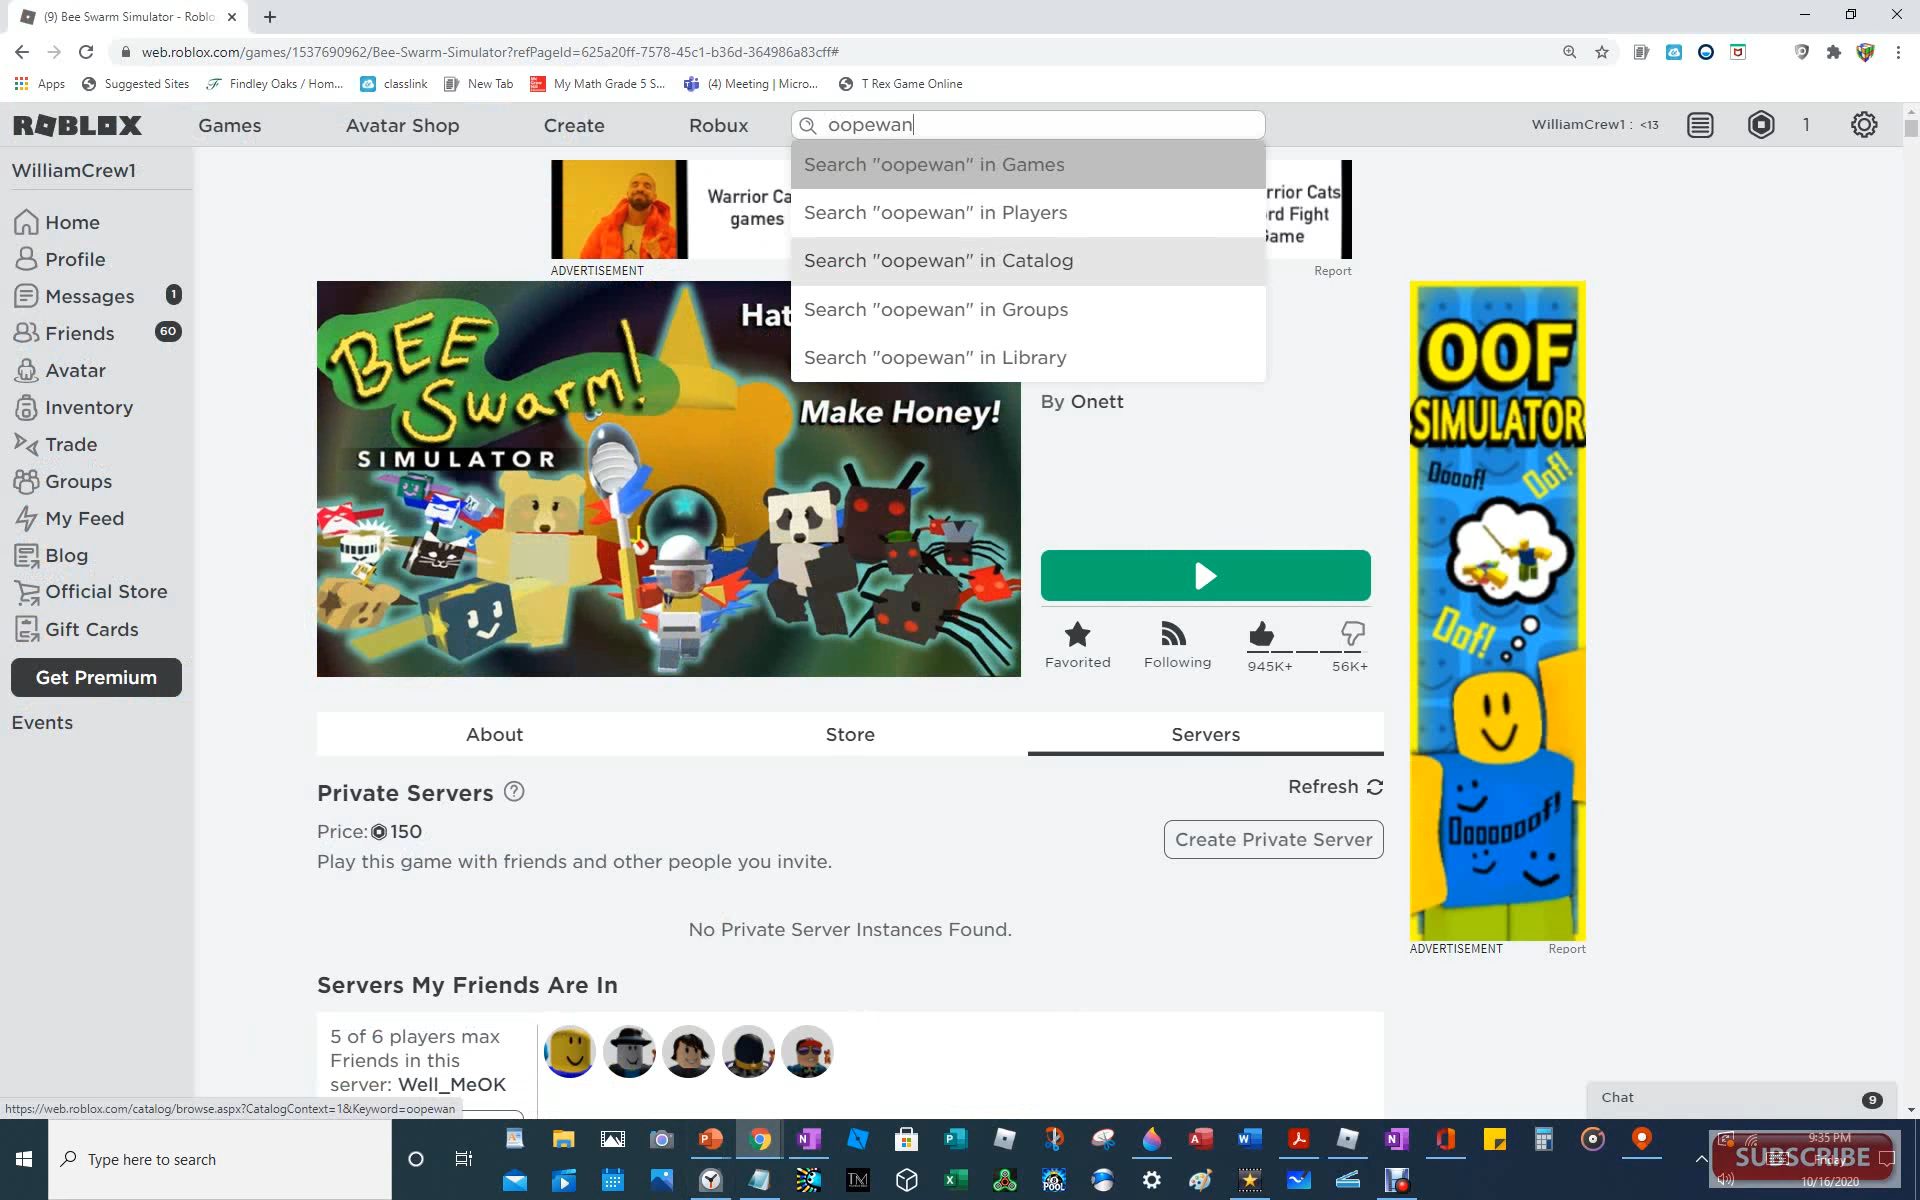 (9) Bee Swarm Simulator - Roblo
web.roblox.com/games/1537690962/Bee-Swarm-Simulator?refPageId=625a20ff-7578-45c1-b36d-364986a83cff#
Apps
Suggested Sites
Findley Oaks / Hom...
classlink
New Tab
My Math Grade 5 S...
(4) Meeting | Micro...
T Rex Game Online
ROBLOX
Games
Avatar Shop
Create
Robux
oopewan
WilliamCrew1 : <13
1
WilliamCrew1
Home
Profile
Messages
1
Friends
60
Avatar
Inventory
Trade
Groups
My Feed
Blog
Official Store
Gift Cards
Get Premium
Events
Search "oopewan" in Games
Search "oopewan" in Players
Search "oopewan" in Catalog
Search "oopewan" in Groups
Search "oopewan" in Library
Warrior Ca
games
rrior Cats
rd Fight
ame
ADVERTISEMENT
Report
BEE
Swarm!
SIMULATOR
Hat
Make Honey!
By Onett
Favorited
Following
945K+
56K+
About
Store
Servers
Private Servers
Refresh
Price: 150
Create Private Server
Play this game with friends and other people you invite.
No Private Server Instances Found.
Servers My Friends Are In
5 of 6 players max
Friends in this
server: Well_MeOK
OOF
SIMULATOR
Oooof!
Oof!
Oof!
Ooooooof!
ADVERTISEMENT
Report
Chat
9
https://web.roblox.com/catalog/browse.aspx?CatalogContext=1&Keyword=oopewan
Type here to search
POOL
TM
9:35 PM
Friday
10/16/2020
SUBSCRIBE